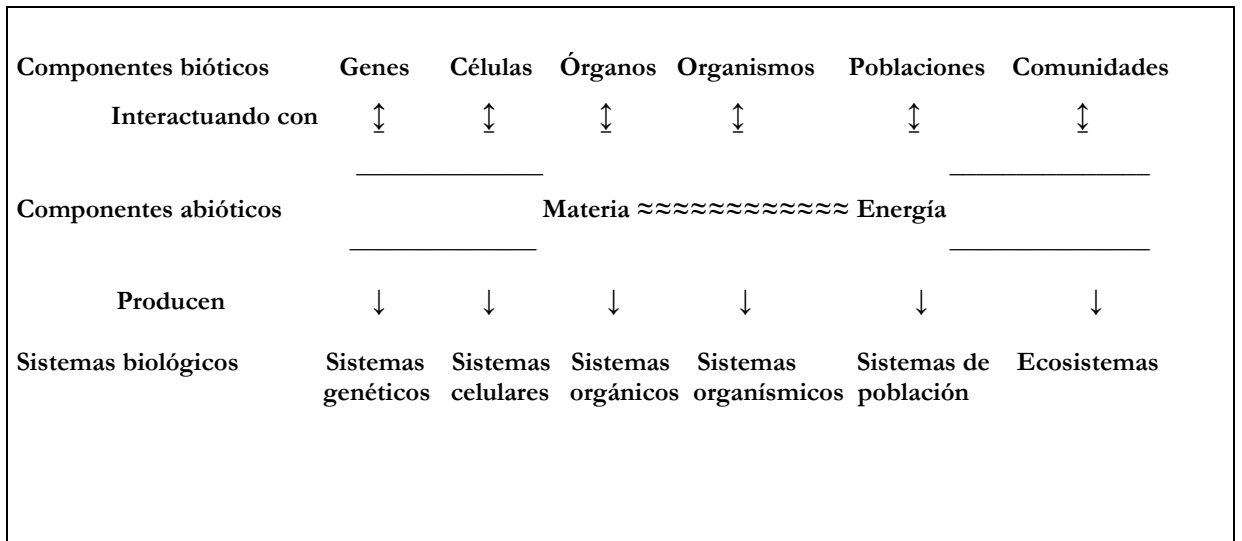 Componentes bióticos Genes Células Órganos Organismos Poblaciones Comunidades
Interactuando con ↨ ↨ ↨ ↨ ↨ ↨
Componentes abióticos Materia ≈≈≈≈≈≈≈≈≈≈≈≈ Energía
Producen ↓ ↓ ↓ ↓ ↓ ↓
Sistemas biológicos Sistemas Sistemas Sistemas Sistemas Sistemas de Ecosistemas
genéticos celulares orgánicos organísmicos población